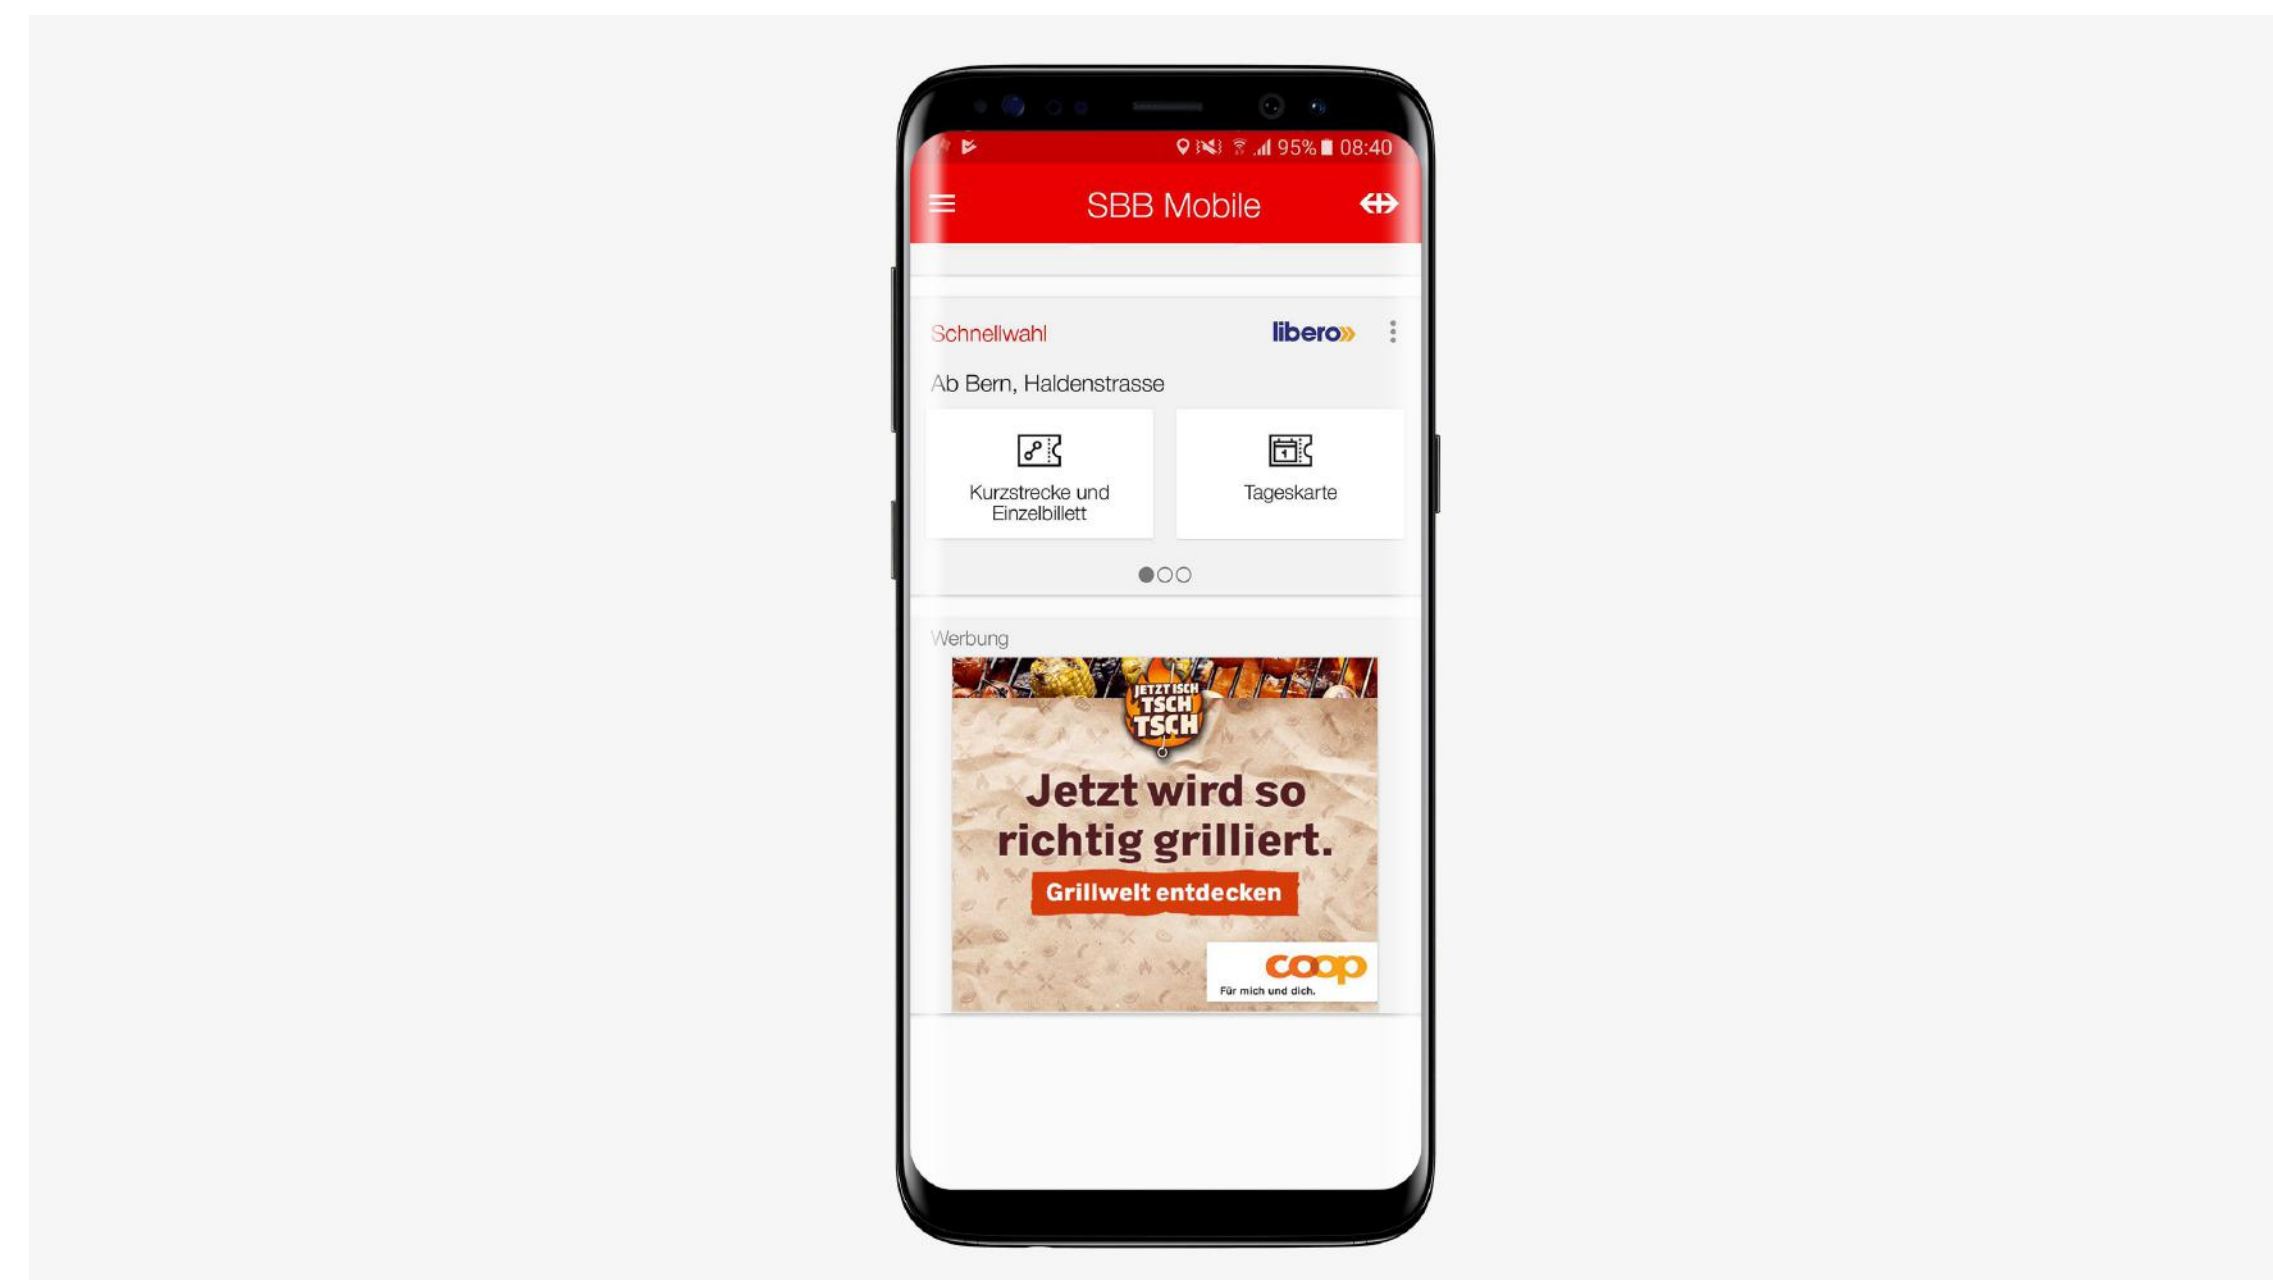 95% 08:40
SBB Mobile
Schnellwahl libero
Ab Bern, Haldenstrasse
Kurzstrecke und
Einzelbillett
Tageskarte
Werbung
JETZT ISCH
TSCH
TSCH
Jetzt wird so
richtig grilliert.
Grillwelt entdecken
coop
Für mich und dich.